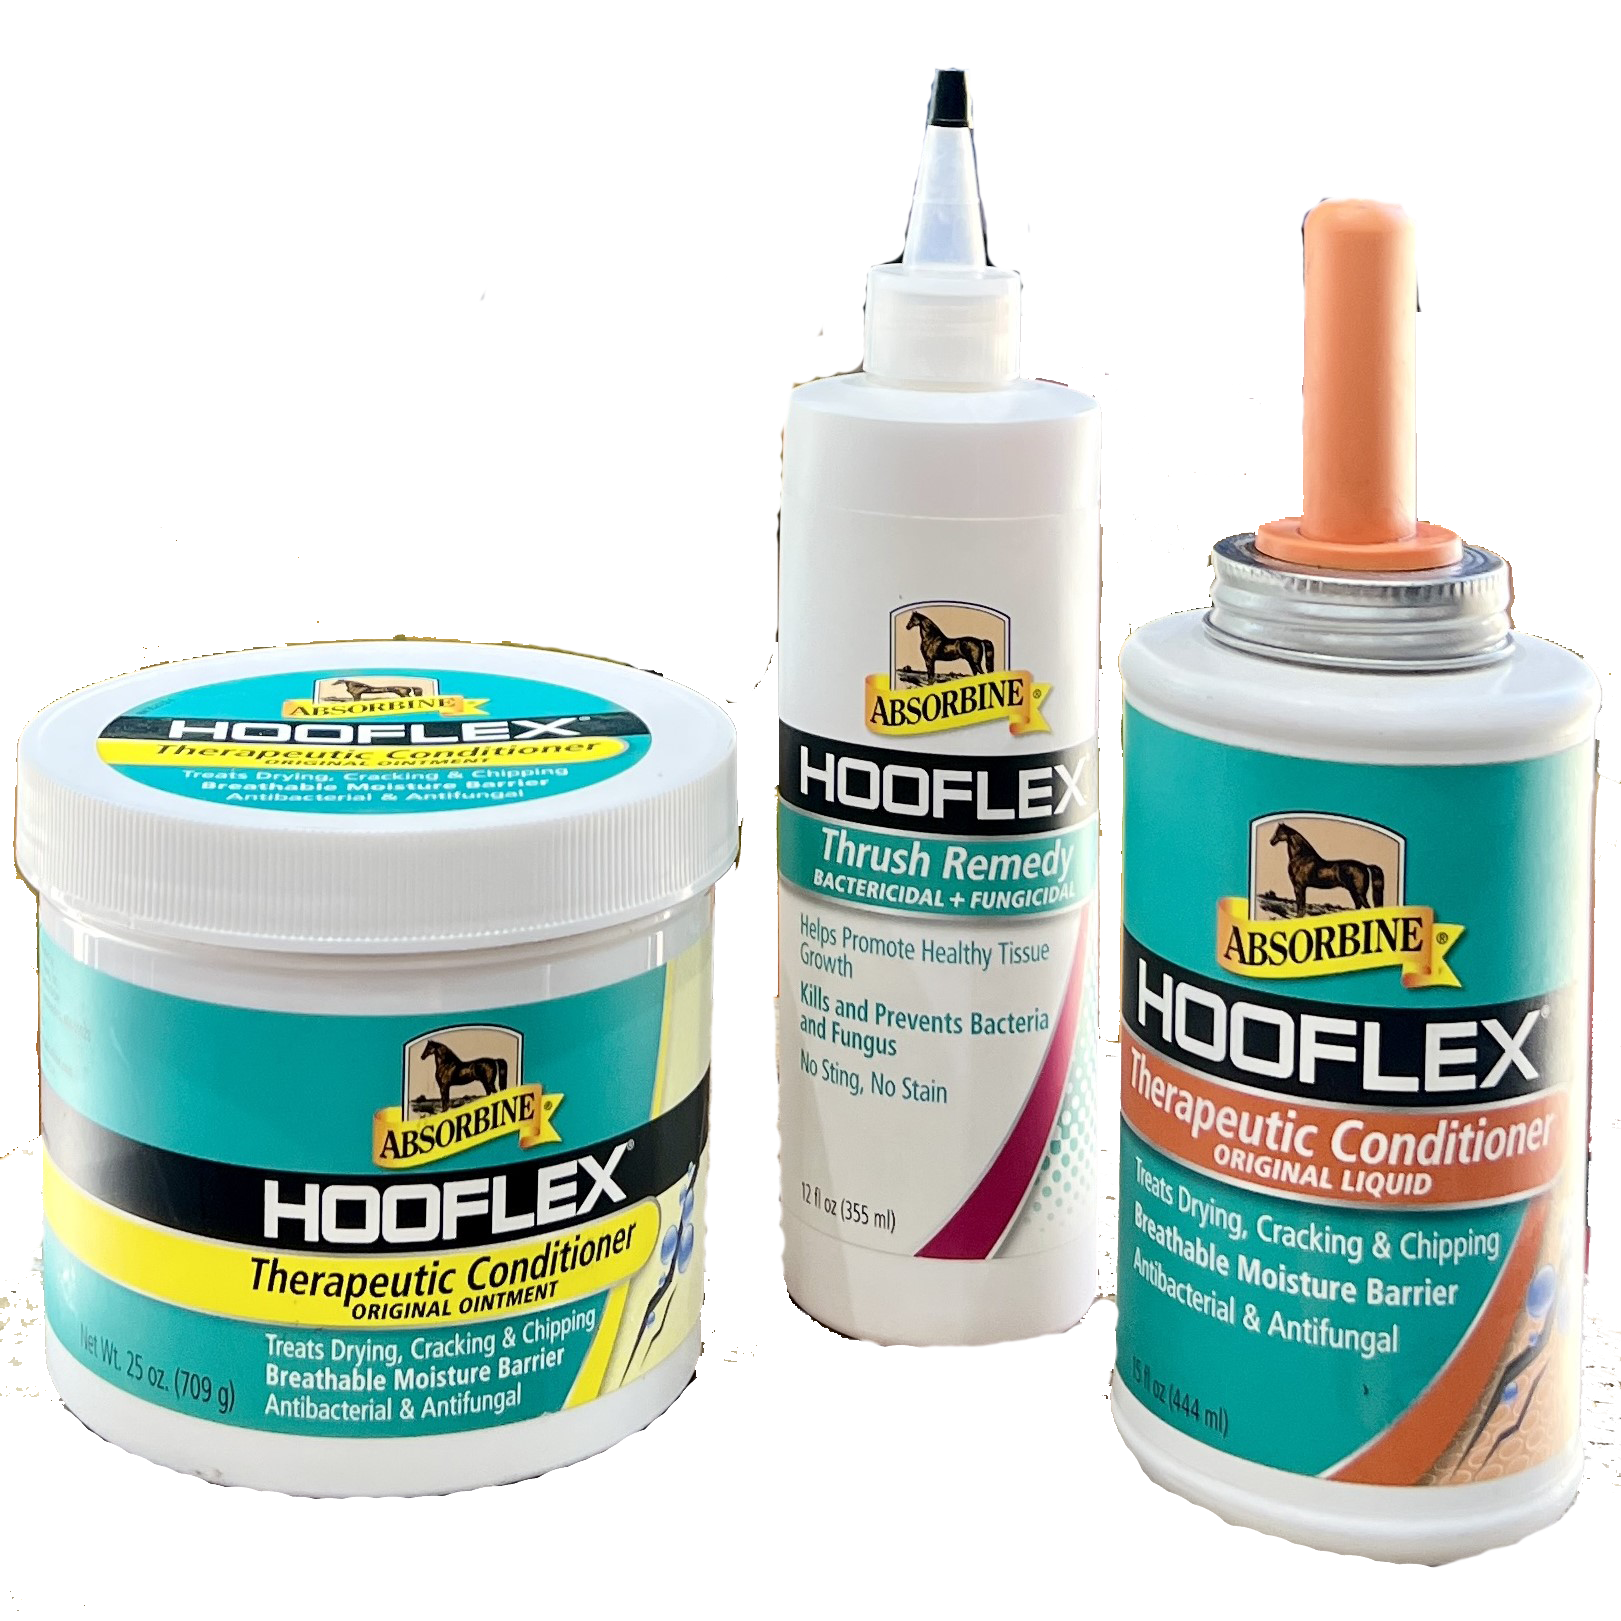 ABSORBINE
HOOFLEX®
Therapeutic Conditioner
ORIGINAL OINTMENT
Treats Drying, Cracking & Chipping
Breathable Moisture Barrier
Antibacterial & Antifungal
ABSORBINE®
HOOFLEX®
Therapeutic Conditioner
ORIGINAL OINTMENT
Treats Drying, Cracking & Chipping
Breathable Moisture Barrier
Antibacterial & Antifungal
Net Wt. 25 oz. (709 g)
ABSORBINE®
HOOFLEX
Thrush Remedy
BACTERICIDAL + FUNGICIDAL
Helps Promote Healthy Tissue
Growth
Kills and Prevents Bacteria
and Fungus
No Sting, No Stain
12 fl oz (355 ml)
ABSORBINE®
HOOFLEX®
Therapeutic Conditioner
ORIGINAL LIQUID
Treats Drying, Cracking & Chipping
Breathable Moisture Barrier
Antibacterial & Antifungal
15 fl oz (444 ml)